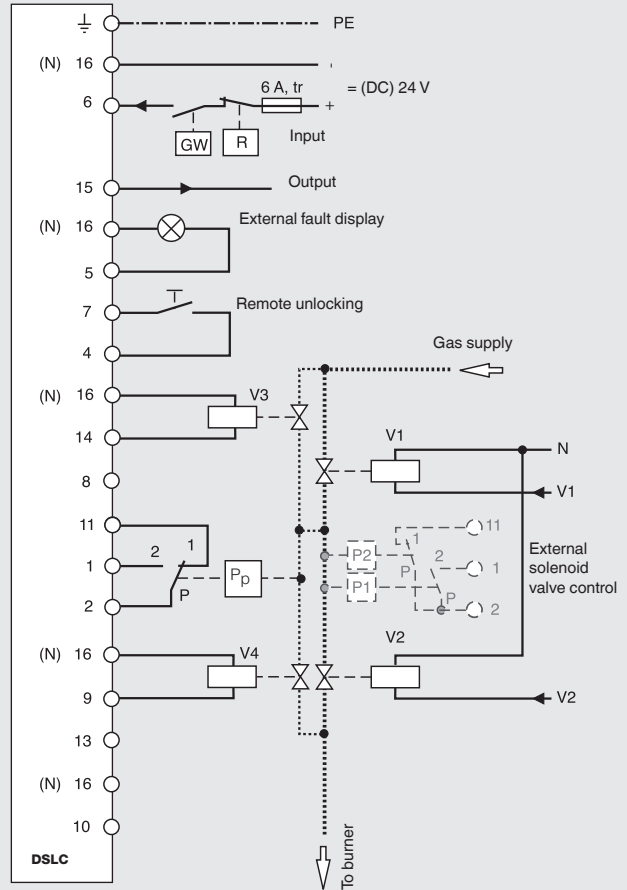 PE
(N) 16
6 A, tr
= (DC) 24 V
6
+
GW
R
Input
15
Output
(N) 16
External fault display
5
7
Remote unlocking
4
Gas supply
(N) 16
V3
14
V1
N
8
V1
11
11
1
2
1
P2
2
External
solenoid
valve control
1
Pp
P
1
P
P1
P
2
2
(N) 16
V4
V2
9
V2
13
(N) 16
10
DSLC
To burner